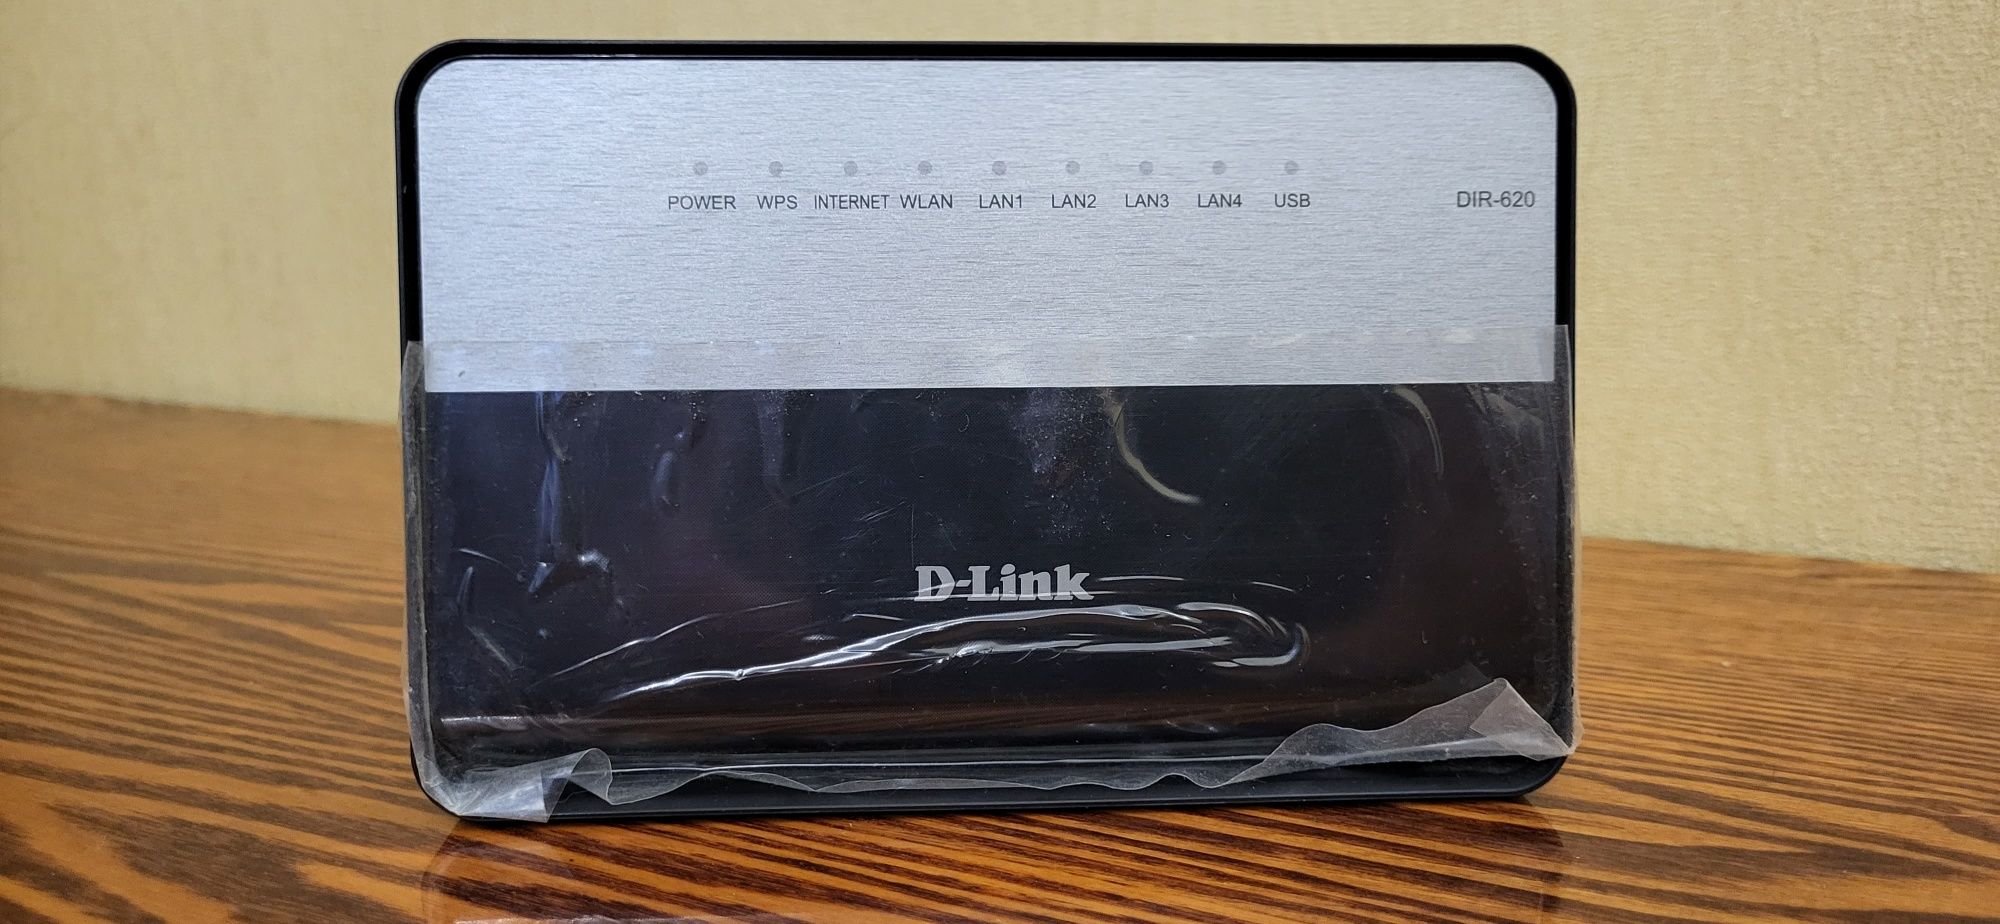 POWER WPS INTERNET WLAN LAN1 LAN2 LAN3 LAN4 USB DIR-620
D-Link